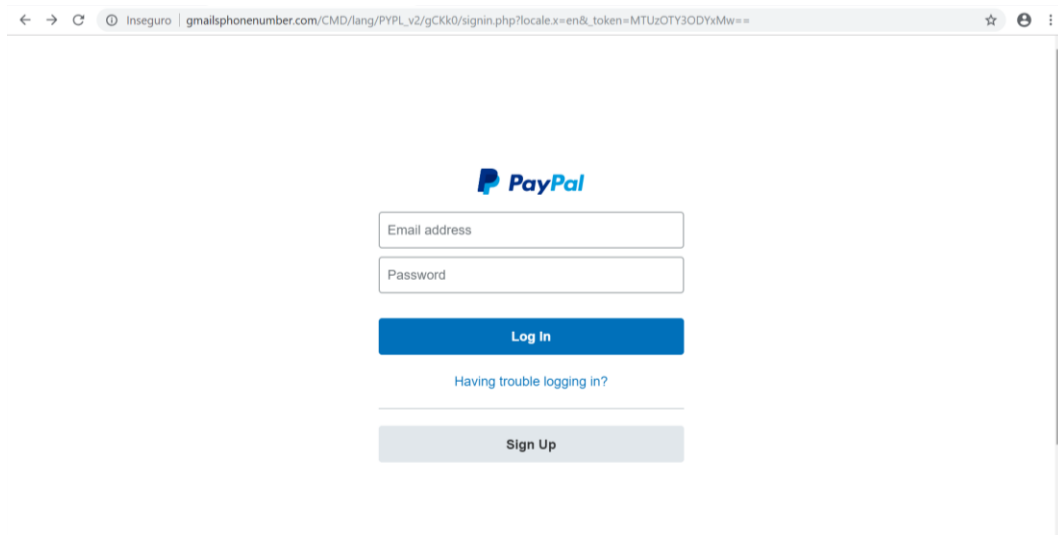 Inseguro | gmailsphonenumber.com/CMD/lang/PYPL_v2/gCKk0/signin.php?locale.x=en&_token=MTUzOTY3ODYxMw==
PayPal
Email address
Password
Log In
Having trouble logging in?
Sign Up